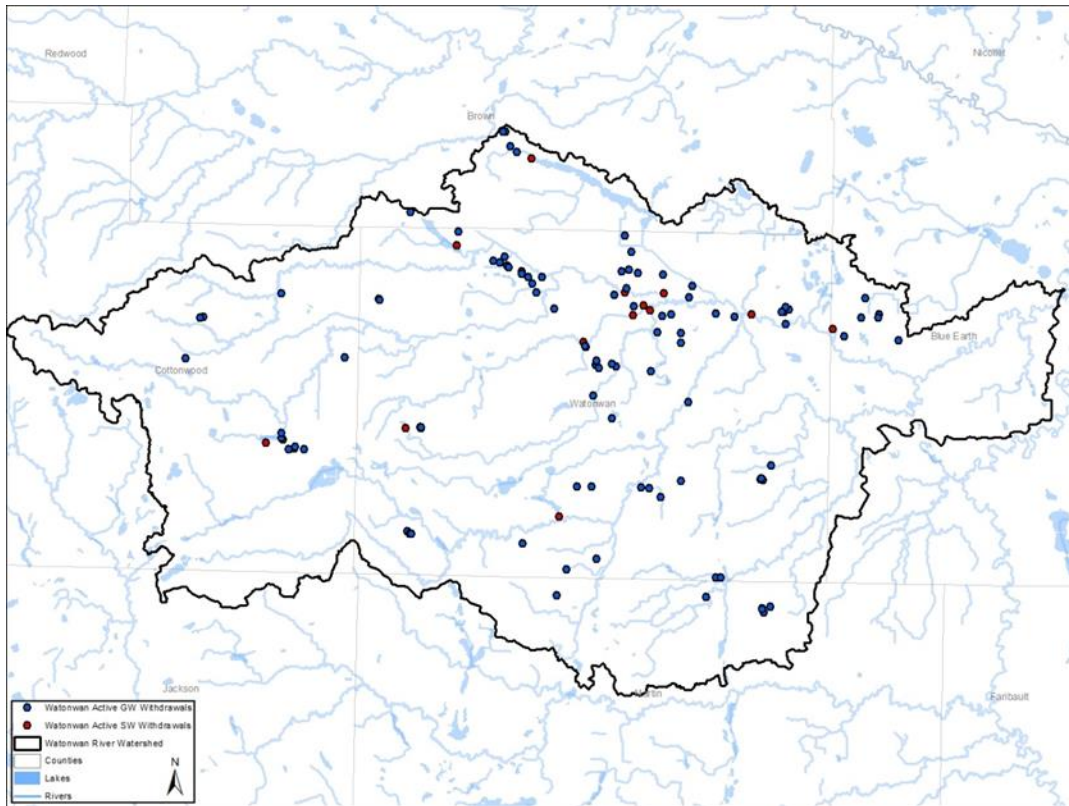 Redwood
Nicollet
Brown
Blue Earth
Cottonwood
Watonwan
Jackson
Martin
Faribault
Watonwan Active GW Withdrawals
Watonwan Active SW Withdrawals
Watonwan River Watershed
Counties
Lakes
Rivers
N